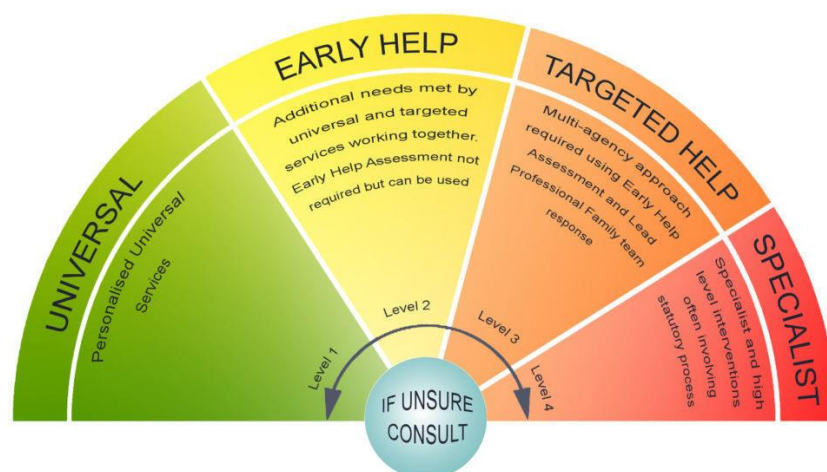 UNIVERSAL
Personalised Universal
Services
Level 1
EARLY HELP
Additional needs met by
universal and targeted
services working together.
Early Help Assessment not
required but can be used
Level 2
TARGETED HELP
Multi-agency approach
required using Early Help
Assessment and Lead
Professional Family team
response
Level 3
SPECIALIST
Specialist and high
level interventions
often involving
statutory process
Level 4
IF UNSURE
CONSULT